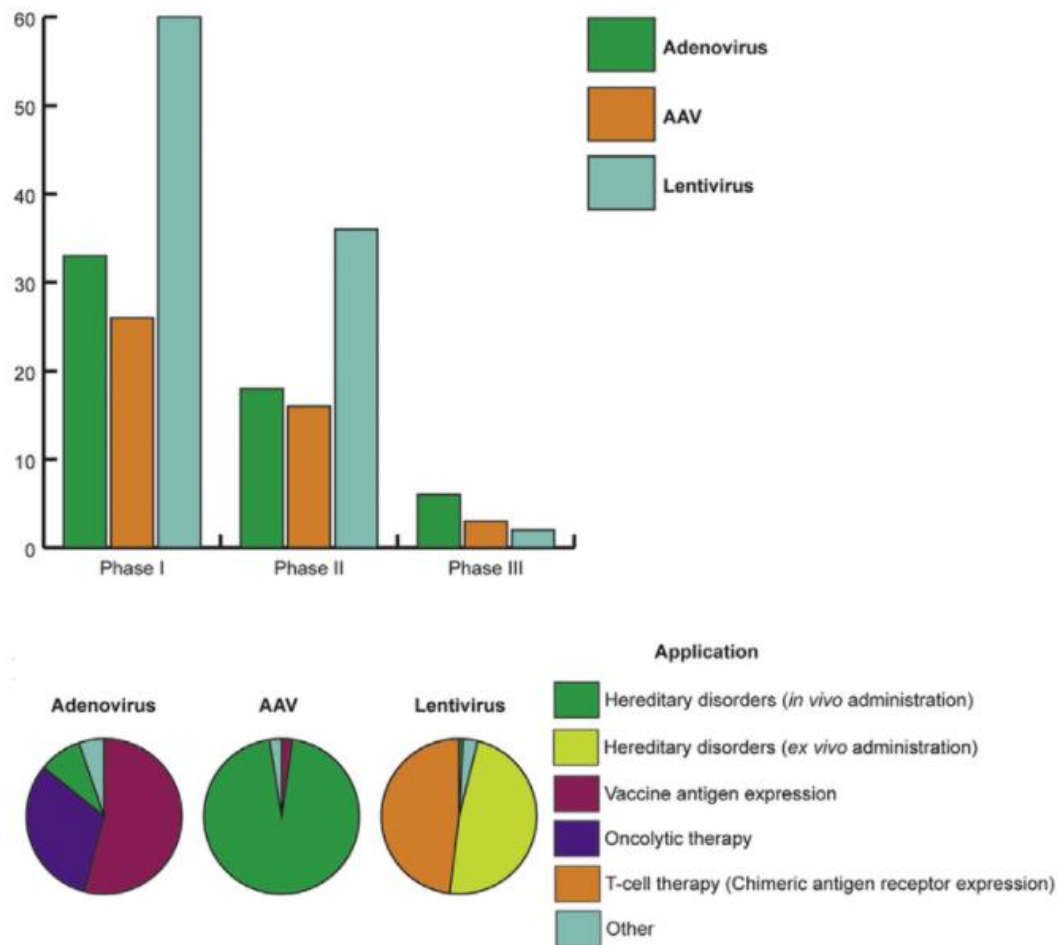 60
50
40
30
20
10
0
Phase I
Phase II
Phase III
Adenovirus
AAV
Lentivirus
Application
Adenovirus
AAV
Lentivirus
Hereditary disorders (in vivo administration)
Hereditary disorders (ex vivo administration)
Vaccine antigen expression
Oncolytic therapy
T-cell therapy (Chimeric antigen receptor expression)
Other